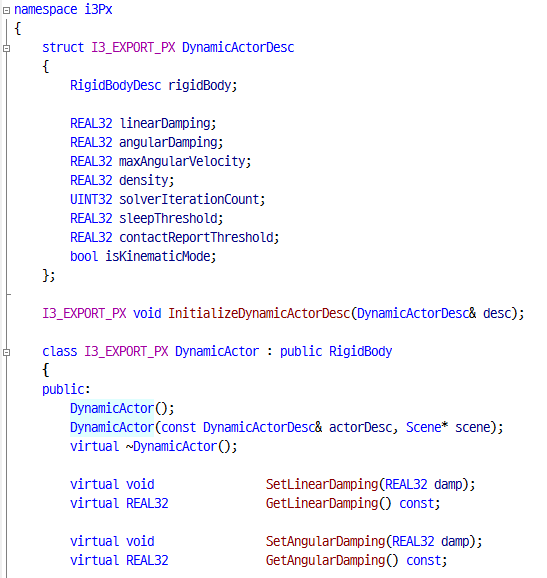 namespace i3Px
{
    struct I3_EXPORT_PX DynamicActorDesc
    {
        RigidBodyDesc rigidBody;

        REAL32 linearDamping;
        REAL32 angularDamping;
        REAL32 maxAngularVelocity;
        REAL32 density;
        UINT32 solverIterationCount;
        REAL32 sleepThreshold;
        REAL32 contactReportThreshold;
        bool isKinematicMode;
    };

    I3_EXPORT_PX void InitializeDynamicActorDesc(DynamicActorDesc& desc);

    class I3_EXPORT_PX DynamicActor : public RigidBody
    {
    public:
        DynamicActor();
        DynamicActor(const DynamicActorDesc& actorDesc, Scene* scene);
        virtual ~DynamicActor();

        virtual void                SetLinearDamping(REAL32 damp);
        virtual REAL32              GetLinearDamping() const;

        virtual void                SetAngularDamping(REAL32 damp);
        virtual REAL32              GetAngularDamping() const;